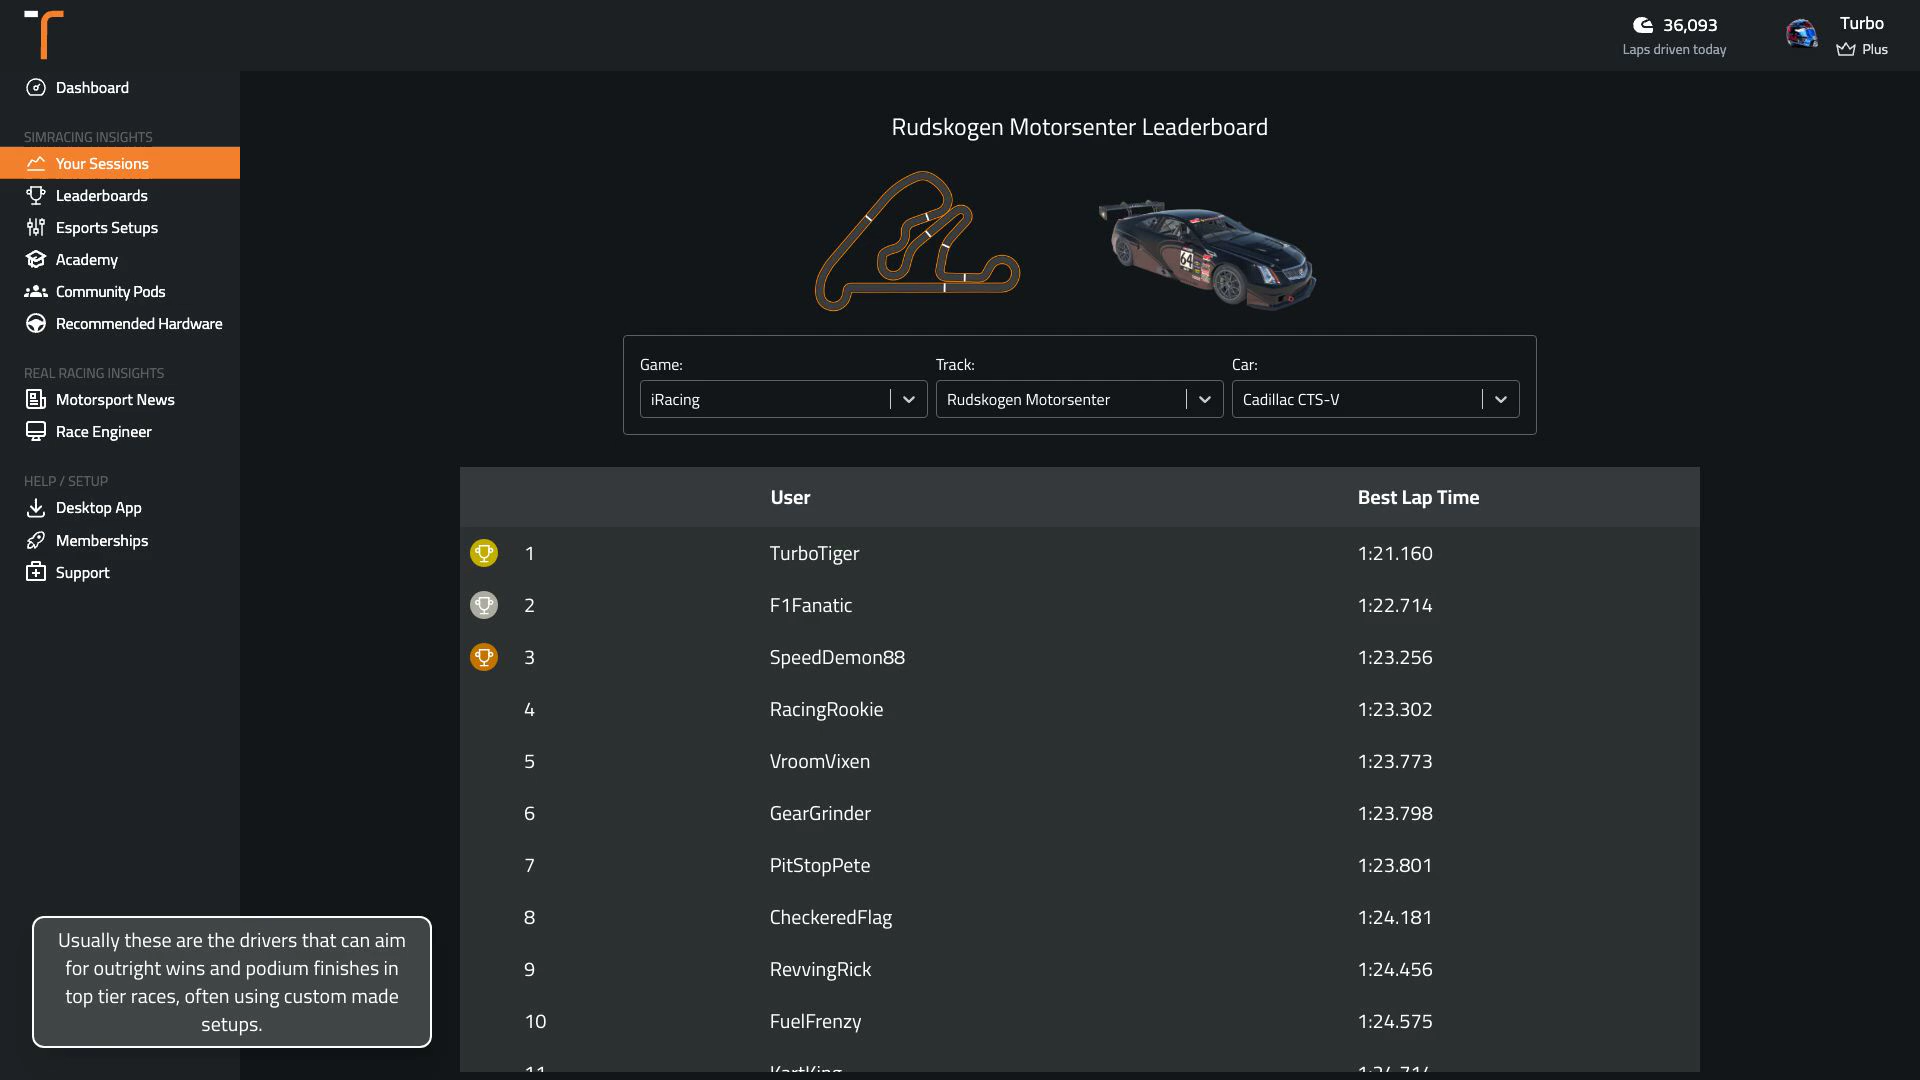 36,093
Laps driven today
Turbo
Plus
Dashboard
SIMRACING INSIGHTS
Your Sessions
Leaderboards
Esports Setups
Academy
Community Pods
Recommended Hardware
REAL RACING INSIGHTS
Motorsport News
Race Engineer
HELP / SETUP
Desktop App
Memberships
Support
Rudskogen Motorsenter Leaderboard
64
Game: Track: Car:
iRacing Rudskogen Motorsenter Cadillac CTS-V
User Best Lap Time
1 TurboTiger 1:21.160
2 F1Fanatic 1:22.714
3 SpeedDemon88 1:23.256
4 RacingRookie 1:23.302
5 VroomVixen 1:23.773
6 GearGrinder 1:23.798
7 PitStopPete 1:23.801
8 CheckeredFlag 1:24.181
9 RevvingRick 1:24.456
10 FuelFrenzy 1:24.575
11 KartKing 1:24.714
Usually these are the drivers that can aim
for outright wins and podium finishes in
top tier races, often using custom made
setups.